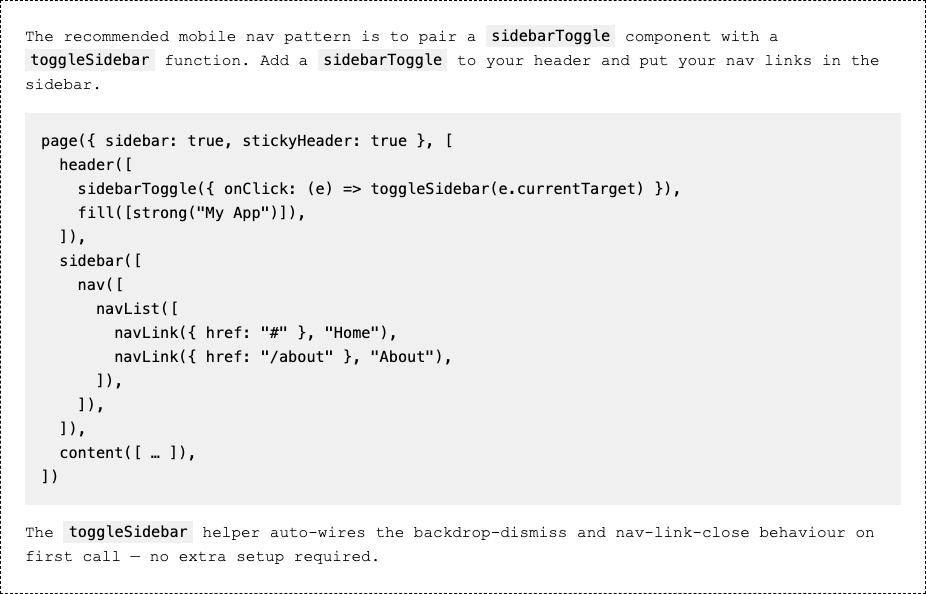 The recommended mobile nav pattern is to pair a sidebarToggle component with a
toggleSidebar function. Add a sidebarToggle to your header and put your nav links in the
sidebar.
page({ sidebar: true, stickyHeader: true }, [
  header([
    sidebarToggle({ onClick: (e) => toggleSidebar(e.currentTarget) }),
    fill([strong("My App")]),
  ]),
  sidebar([
    nav([
      navList([
        navLink({ href: "#" }, "Home"),
        navLink({ href: "/about" }, "About"),
      ]),
    ]),
  ]),
  content([ … ]),
])
The toggleSidebar helper auto-wires the backdrop-dismiss and nav-link-close behaviour on
first call — no extra setup required.